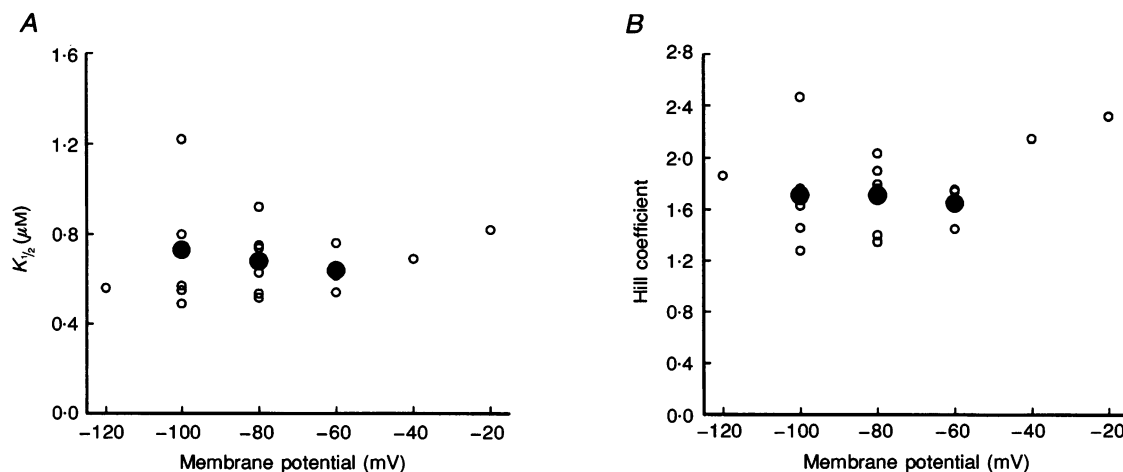 A
1·6
1·2
0·8
0·4
0·0
K½ (μM)
−120 −100 −80 −60 −40 −20
Membrane potential (mV)
B
2·8
2·4
2·0
1·6
1·2
0·8
0·4
0·0
Hill coefficient
−120 −100 −80 −60 −40 −20
Membrane potential (mV)